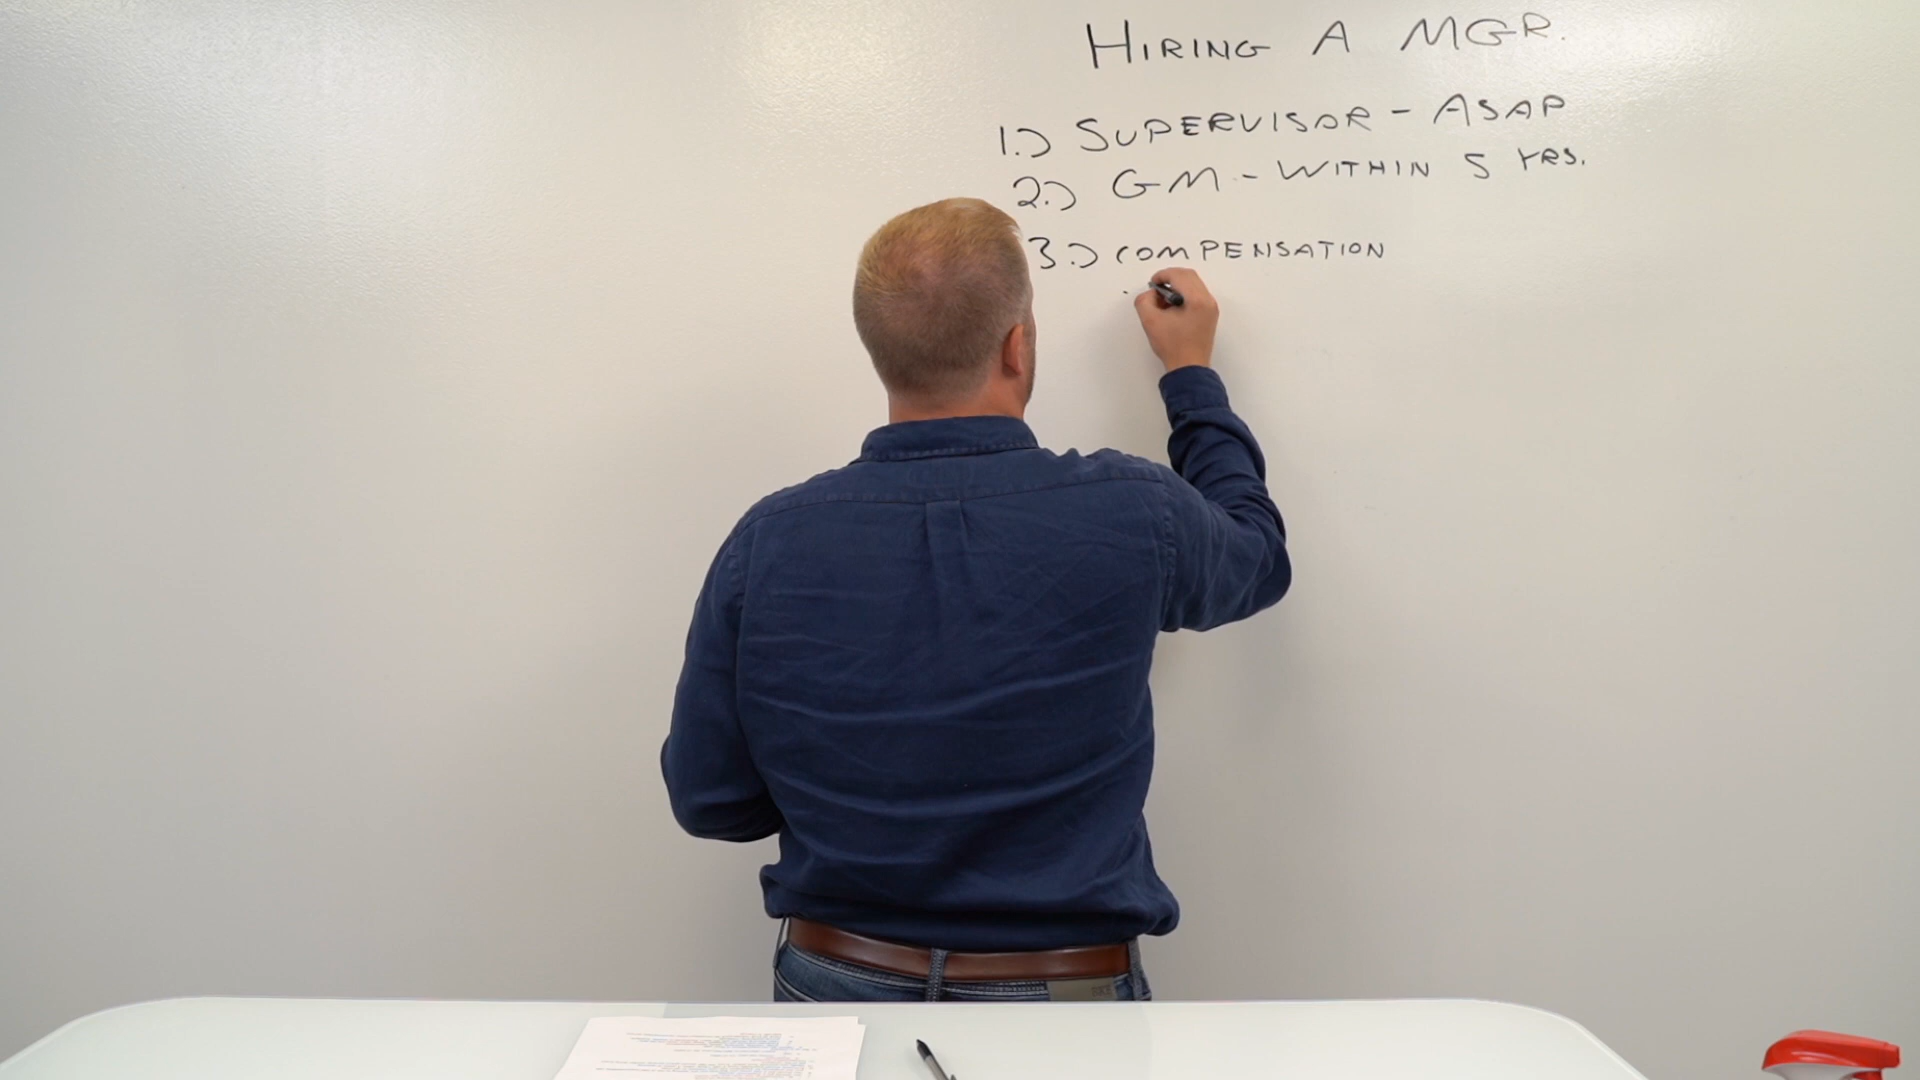 HIRING A MGR.
1.) SUPERVISOR - ASAP
2.) GM - WITHIN 5 YRS.
3.) COMPENSATION